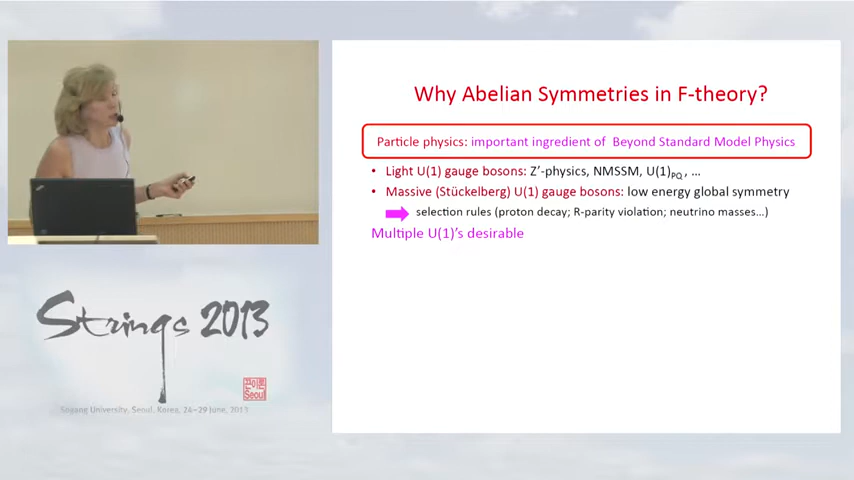 Why Abelian Symmetries in F-theory?
Particle physics: important ingredient of Beyond Standard Model Physics
• Light U(1) gauge bosons: Z′-physics, NMSSM, U(1)PQ , …
• Massive (Stückelberg) U(1) gauge bosons: low energy global symmetry
selection rules (proton decay; R-parity violation; neutrino masses…)
Multiple U(1)'s desirable
Strings 2013
Seoul
Sogang University, Seoul, Korea, 24-29 June, 2013